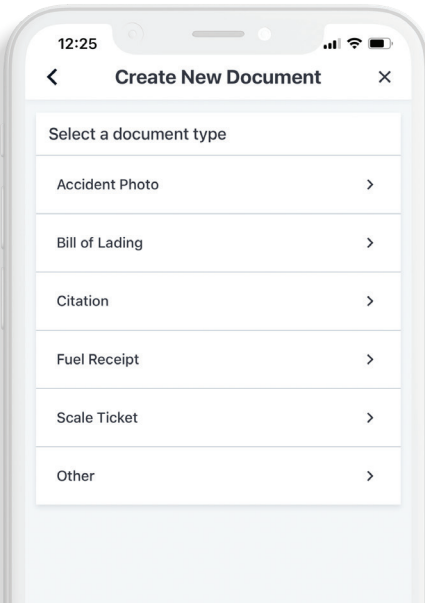 12:25
Create New Document
Select a document type
Accident Photo
Bill of Lading
Citation
Fuel Receipt
Scale Ticket
Other